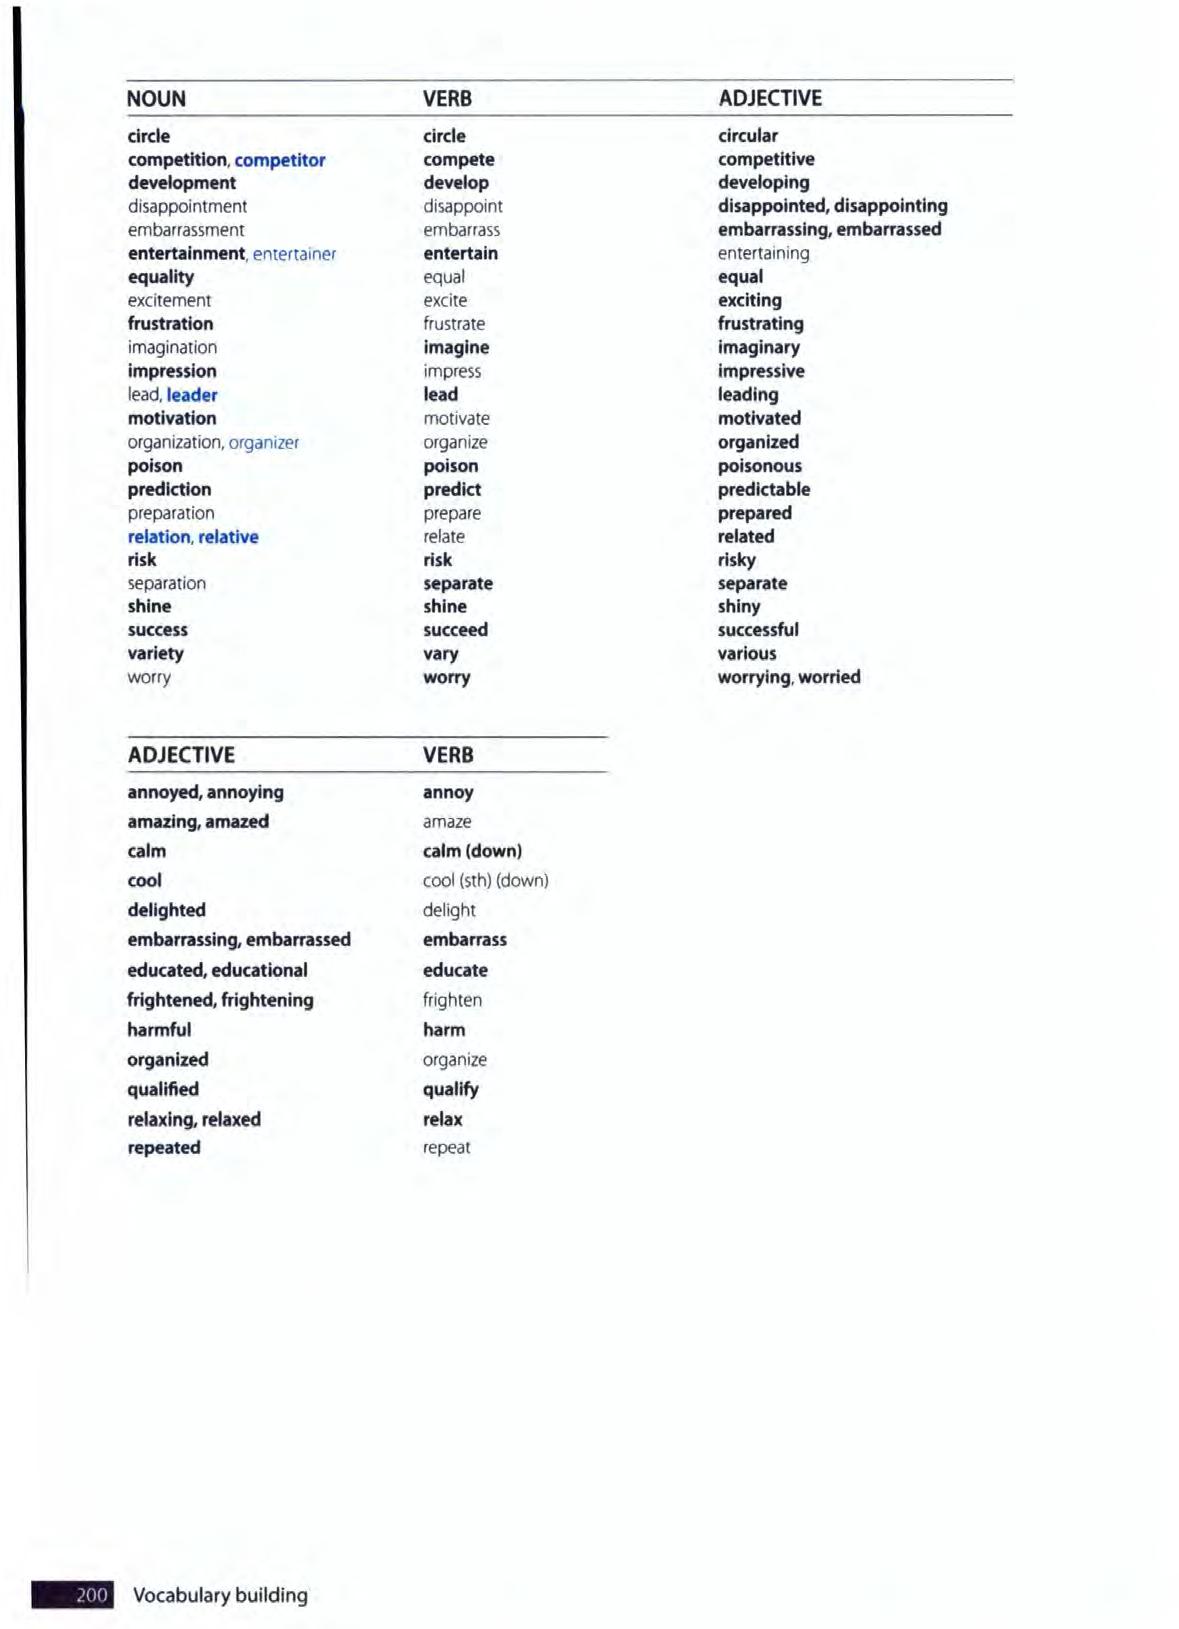 NOUN VERB ADJECTIVE
circle circle circular
competition, competitor compete competitive
development develop developing
disappointment disappoint disappointed, disappointing
embarrassment embarrass embarrassing, embarrassed
entertainment, entertainer entertain entertaining
equality equal equal
excitement excite exciting
frustration frustrate frustrating
imagination imagine imaginary
impression impress impressive
lead, leader lead leading
motivation motivate motivated
organization, organizer organize organized
poison poison poisonous
prediction predict predictable
preparation prepare prepared
relation, relative relate related
risk risk risky
separation separate separate
shine shine shiny
success succeed successful
variety vary various
worry worry worrying, worried
ADJECTIVE VERB
annoyed, annoying annoy
amazing, amazed amaze
calm calm (down)
cool cool (sth) (down)
delighted delight
embarrassing, embarrassed embarrass
educated, educational educate
frightened, frightening frighten
harmful harm
organized organize
qualified qualify
relaxing, relaxed relax
repeated repeat
200 Vocabulary building